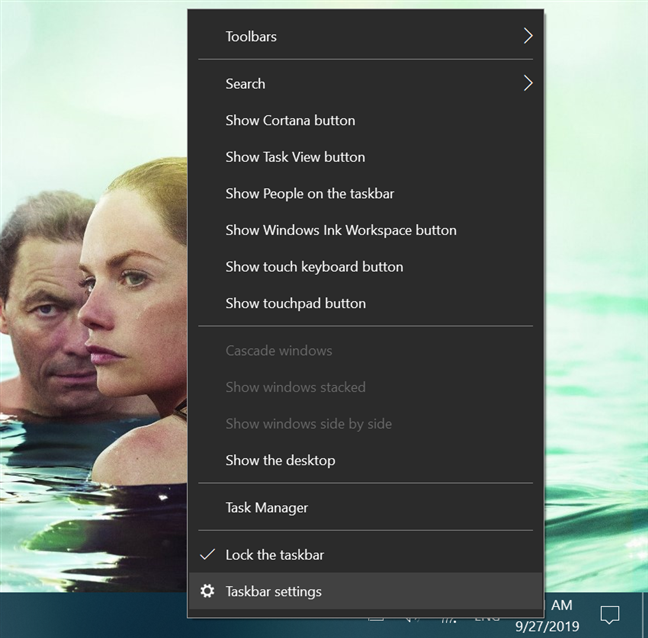 Toolbars
Search
Show Cortana button
Show Task View button
Show People on the taskbar
Show Windows Ink Workspace button
Show touch keyboard button
Show touchpad button
Cascade windows
Show windows stacked
Show windows side by side
Show the desktop
Task Manager
Lock the taskbar
Taskbar settings
AM
9/27/2019